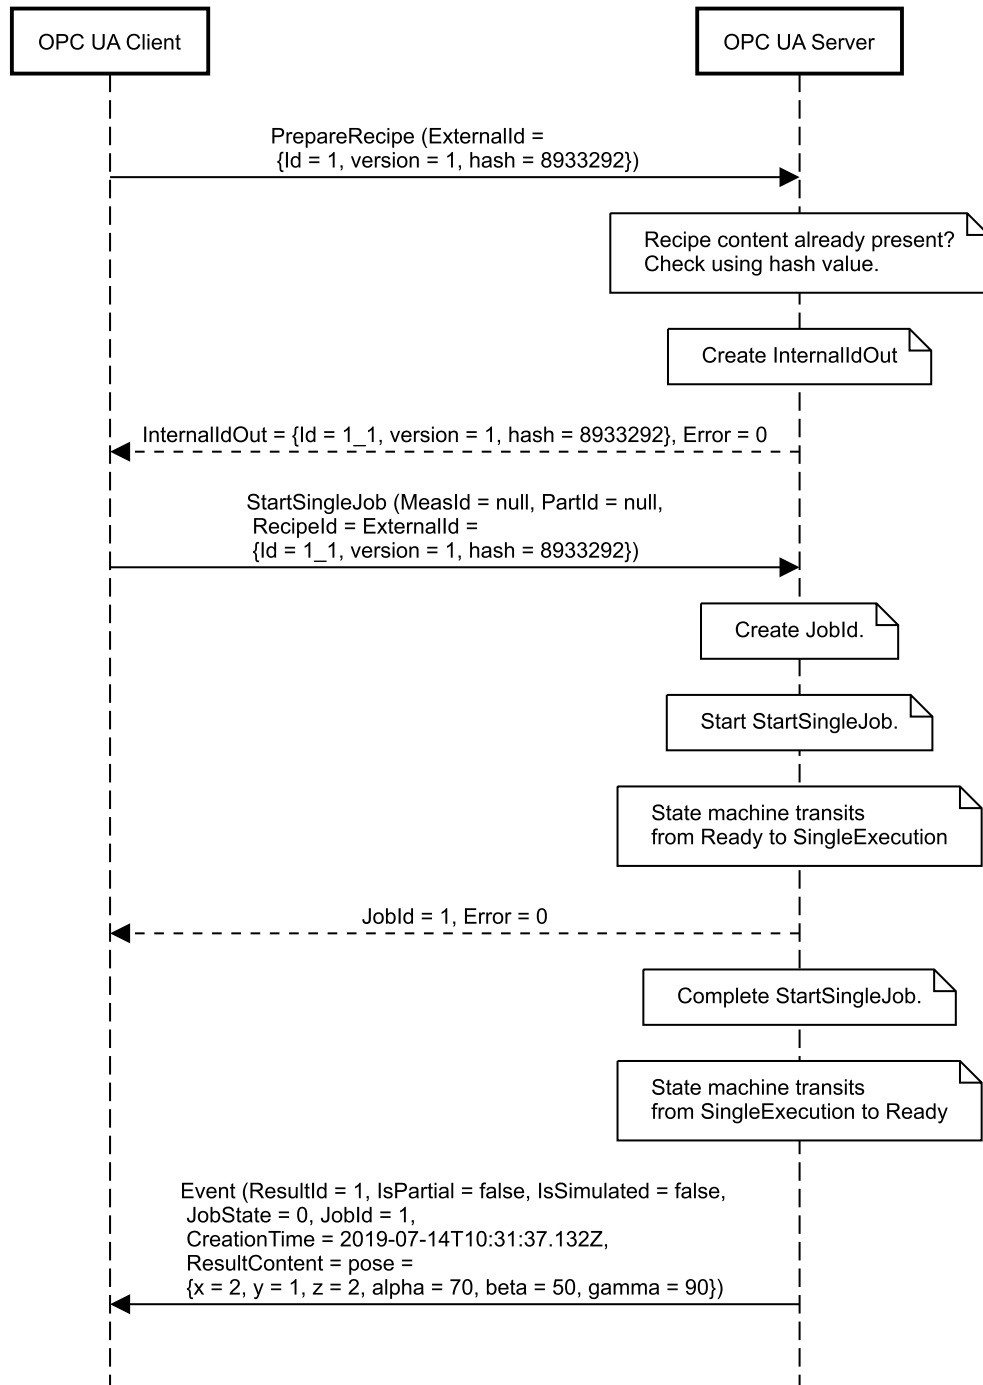 OPC UA Client
OPC UA Server
PrepareRecipe (ExternalId =
{Id = 1, version = 1, hash = 8933292})
Recipe content already present?
Check using hash value.
Create InternalIdOut
InternalIdOut = {Id = 1_1, version = 1, hash = 8933292}, Error = 0
StartSingleJob (MeasId = null, PartId = null,
RecipeId = ExternalId =
{Id = 1_1, version = 1, hash = 8933292})
Create JobId.
Start StartSingleJob.
State machine transits
from Ready to SingleExecution
JobId = 1, Error = 0
Complete StartSingleJob.
State machine transits
from SingleExecution to Ready
Event (ResultId = 1, IsPartial = false, IsSimulated = false,
JobState = 0, JobId = 1,
CreationTime = 2019-07-14T10:31:37.132Z,
ResultContent = pose =
{x = 2, y = 1, z = 2, alpha = 70, beta = 50, gamma = 90})